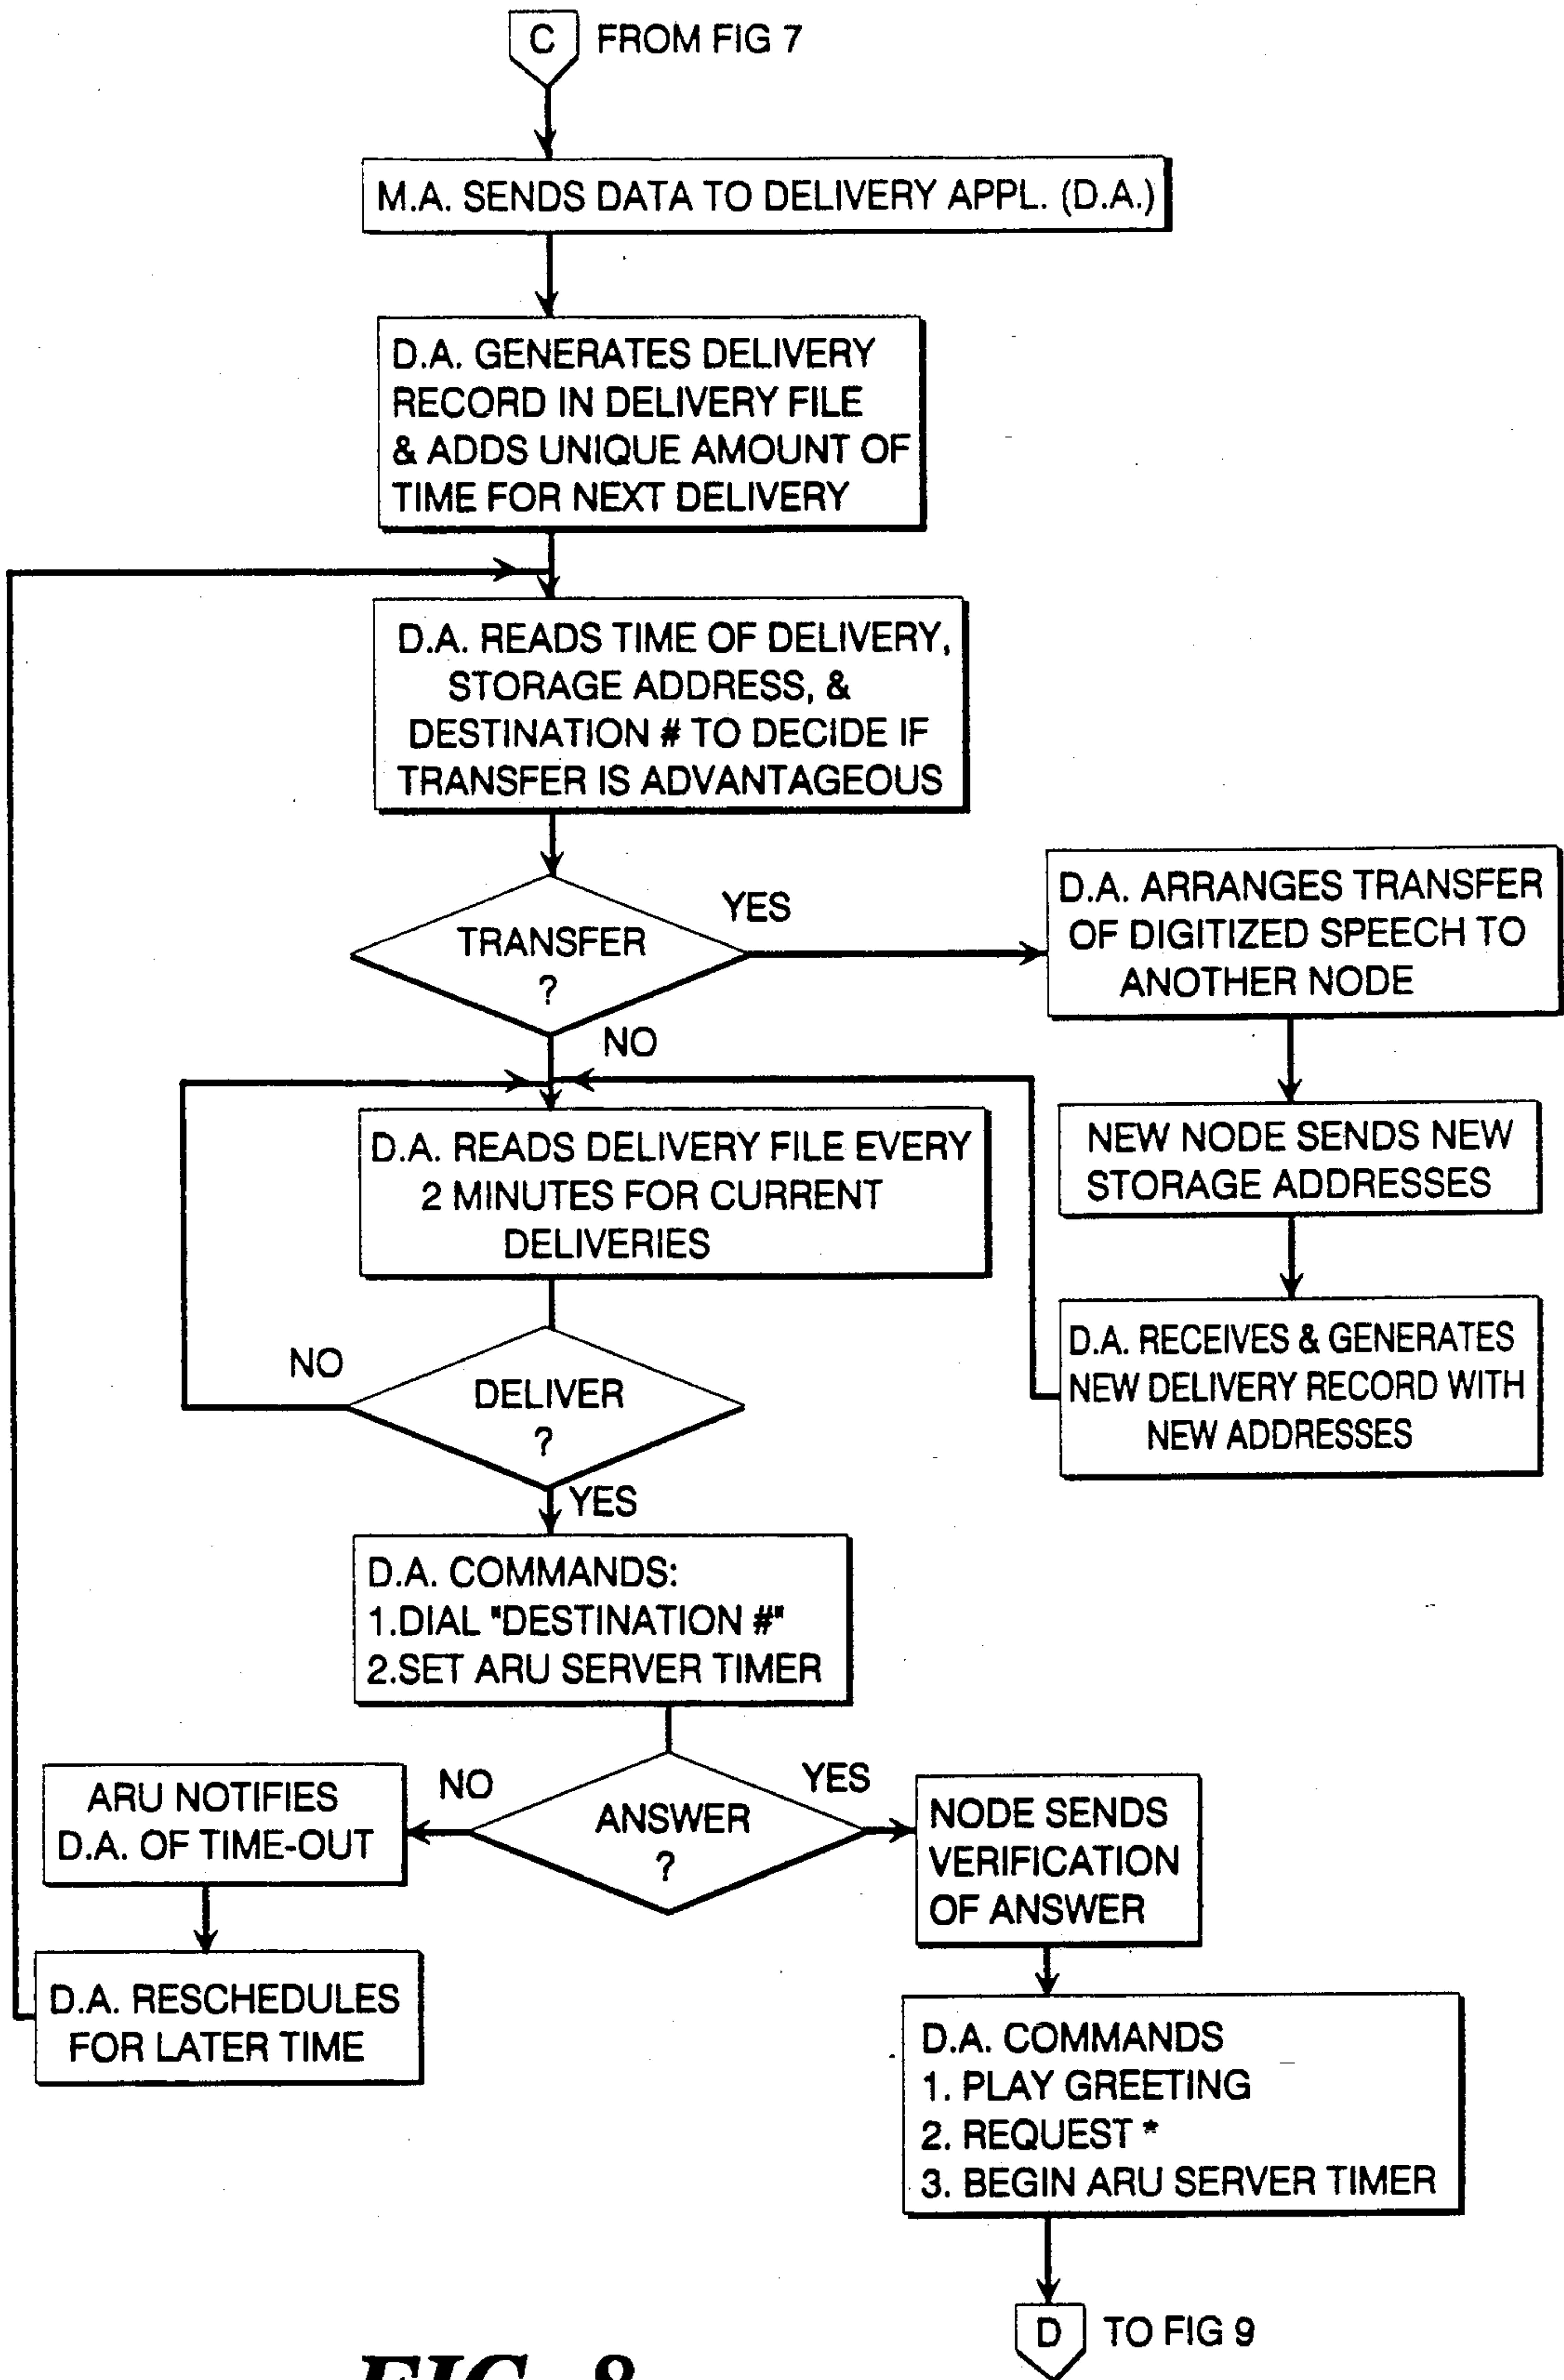 C FROM FIG 7
M.A. SENDS DATA TO DELIVERY APPL. (D.A.)
D.A. GENERATES DELIVERY
RECORD IN DELIVERY FILE
& ADDS UNIQUE AMOUNT OF
TIME FOR NEXT DELIVERY
D.A. READS TIME OF DELIVERY,
STORAGE ADDRESS, &
DESTINATION # TO DECIDE IF
TRANSFER IS ADVANTAGEOUS
TRANSFER
?
YES
D.A. ARRANGES TRANSFER
OF DIGITIZED SPEECH TO
ANOTHER NODE
NO
NEW NODE SENDS NEW
STORAGE ADDRESSES
D.A. RECEIVES & GENERATES
NEW DELIVERY RECORD WITH
NEW ADDRESSES
D.A. READS DELIVERY FILE EVERY
2 MINUTES FOR CURRENT
DELIVERIES
NO
DELIVER
?
YES
D.A. COMMANDS:
1.DIAL "DESTINATION #"
2.SET ARU SERVER TIMER
ANSWER
?
NO
ARU NOTIFIES
D.A. OF TIME-OUT
D.A. RESCHEDULES
FOR LATER TIME
YES
NODE SENDS
VERIFICATION
OF ANSWER
D.A. COMMANDS
1. PLAY GREETING
2. REQUEST *
3. BEGIN ARU SERVER TIMER
D TO FIG 9
FIG. 8